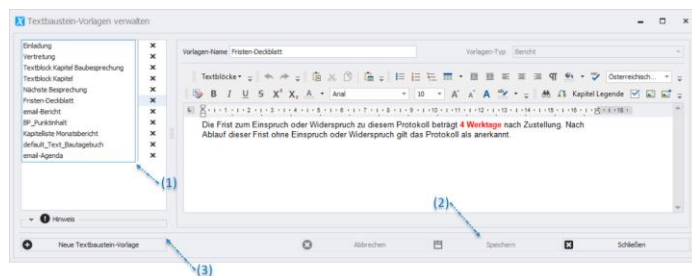 Textbaustein-Vorlagen verwalten
Einladung
Vertretung
Textblock Kapitel Baubesprechung
Textblock Kapitel
Nächste Besprechung
Fristen-Deckblatt
email-Bericht
BP_Punktinhalt
Kapitelliste Monatsbericht
default_Text_Bautagebuch
email-Agenda
(1)
Hinweis
Neue Textbaustein-Vorlage
(3)
Vorlagen-Name Fristen-Deckblatt Vorlagen-Typ Bericht
Textblöcke Österreichisch...
B I U S X² X₂ A Arial 10 A A Kapitel Legende
Die Frist zum Einspruch oder Widerspruch zu diesem Protokoll beträgt 4 Werktage nach Zustellung. Nach
Ablauf dieser Frist ohne Einspruch oder Widerspruch gilt das Protokoll als anerkannt.
(2)
Abbrechen Speichern Schließen